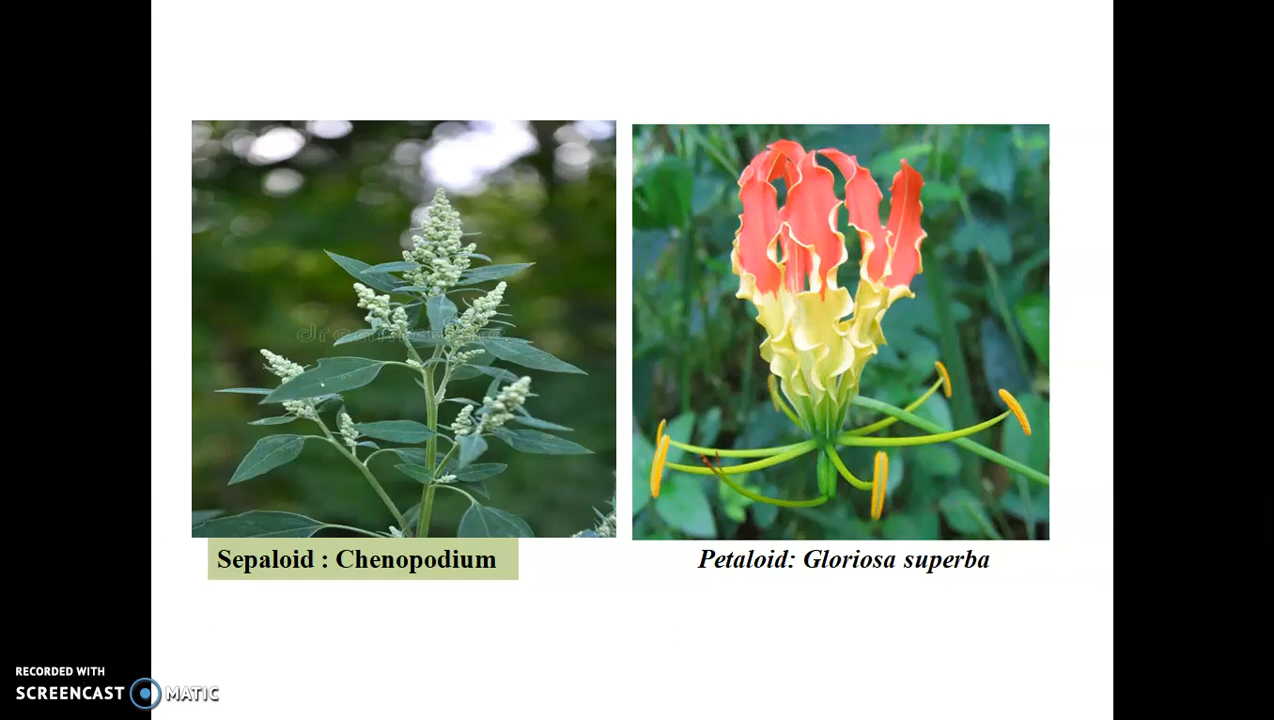 Sepaloid : Chenopodium
Petaloid: Gloriosa superba
RECORDED WITH
SCREENCAST MATIC